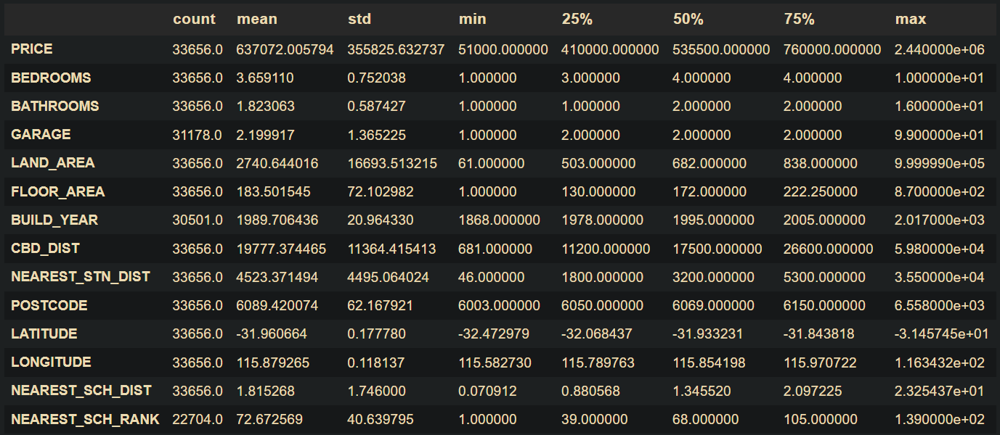 count mean std min 25% 50% 75% max
PRICE 33656.0 637072.005794 355825.632737 51000.000000 410000.000000 535500.000000 760000.000000 2.440000e+06
BEDROOMS 33656.0 3.659110 0.752038 1.000000 3.000000 4.000000 4.000000 1.000000e+01
BATHROOMS 33656.0 1.823063 0.587427 1.000000 1.000000 2.000000 2.000000 1.600000e+01
GARAGE 31178.0 2.199917 1.365225 1.000000 2.000000 2.000000 2.000000 9.900000e+01
LAND_AREA 33656.0 2740.644016 16693.513215 61.000000 503.000000 682.000000 838.000000 9.999990e+05
FLOOR_AREA 33656.0 183.501545 72.102982 1.000000 130.000000 172.000000 222.250000 8.700000e+02
BUILD_YEAR 30501.0 1989.706436 20.964330 1868.000000 1978.000000 1995.000000 2005.000000 2.017000e+03
CBD_DIST 33656.0 19777.374465 11364.415413 681.000000 11200.000000 17500.000000 26600.000000 5.980000e+04
NEAREST_STN_DIST 33656.0 4523.371494 4495.064024 46.000000 1800.000000 3200.000000 5300.000000 3.550000e+04
POSTCODE 33656.0 6089.420074 62.167921 6003.000000 6050.000000 6069.000000 6150.000000 6.558000e+03
LATITUDE 33656.0 -31.960664 0.177780 -32.472979 -32.068437 -31.933231 -31.843818 -3.145745e+01
LONGITUDE 33656.0 115.879265 0.118137 115.582730 115.789763 115.854198 115.970722 1.163432e+02
NEAREST_SCH_DIST 33656.0 1.815268 1.746000 0.070912 0.880568 1.345520 2.097225 2.325437e+01
NEAREST_SCH_RANK 22704.0 72.672569 40.639795 1.000000 39.000000 68.000000 105.000000 1.390000e+02